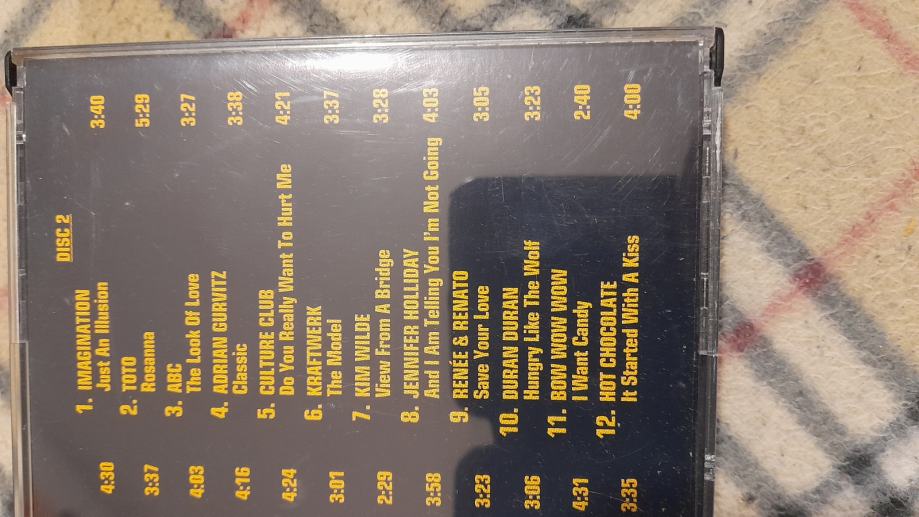 DISC 2
1. IMAGINATION
Just An Illusion 3:40
2. TOTO
Rosanna 5:29
3. ABC
The Look Of Love 3:27
4. ADRIAN GURVITZ
Classic 3:38
5. CULTURE CLUB
Do You Really Want To Hurt Me 4:21
6. KRAFTWERK
The Model 3:37
7. KIM WILDE
View From A Bridge 3:28
8. JENNIFER HOLLIDAY
And I Am Telling You I'm Not Going 4:03
9. RENÉE & RENATO
Save Your Love 3:05
10. DURAN DURAN
Hungry Like The Wolf 3:23
11. BOW WOW WOW
I Want Candy 2:40
12. HOT CHOCOLATE
It Started With A Kiss 4:00
4:30
3:37
4:03
4:16
4:24
3:01
2:29
3:58
3:23
3:06
4:31
3:35